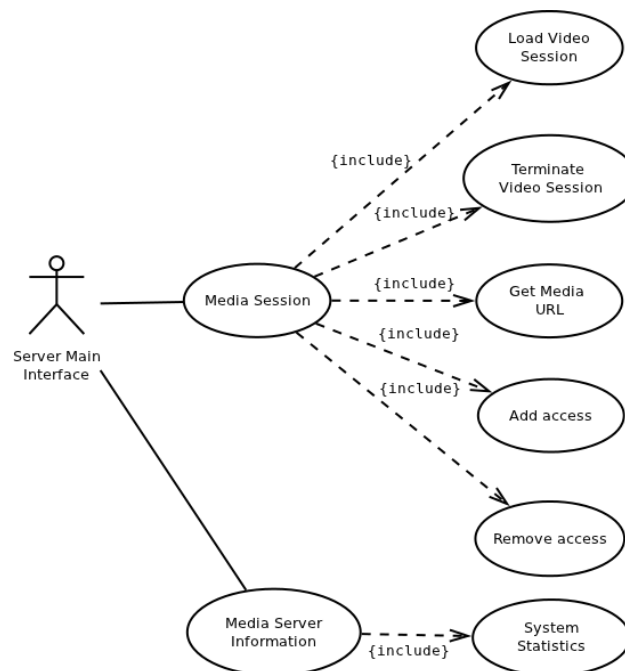 Load Video
Session
{include}
Terminate
Video Session
{include}
Media Session
{include}
Get Media
URL
Server Main
Interface
{include}
Add access
{include}
Remove access
Media Server
Information
{include}
System
Statistics